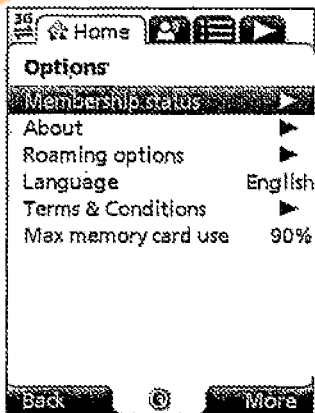 3G
Home
Options
Membership status
About
Roaming options
Language English
Terms & Conditions
Max memory card use 90%
Back More